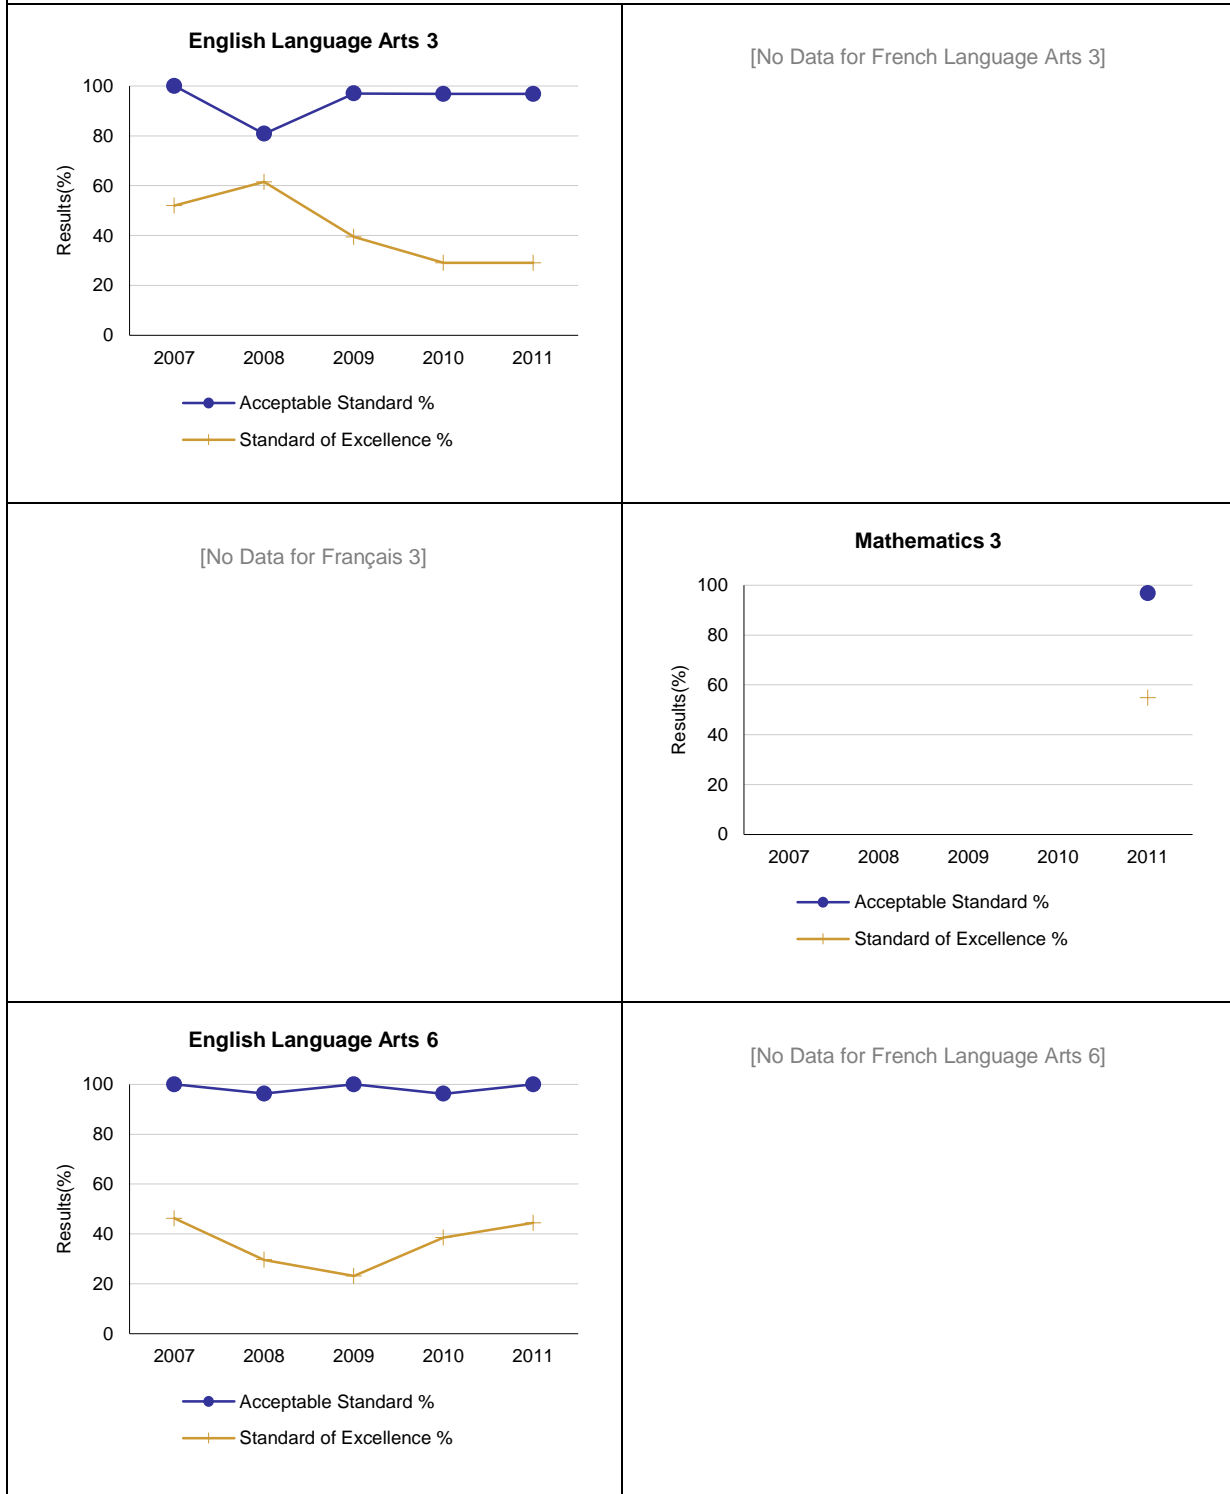 English Language Arts 3
100
80
60
40
20
0
Results(%)
2007 2008 2009 2010 2011
Acceptable Standard %
Standard of Excellence %
[No Data for French Language Arts 3]
[No Data for Français 3]
Mathematics 3
100
80
60
40
20
0
Results(%)
2007 2008 2009 2010 2011
Acceptable Standard %
Standard of Excellence %
English Language Arts 6
100
80
60
40
20
0
Results(%)
2007 2008 2009 2010 2011
Acceptable Standard %
Standard of Excellence %
[No Data for French Language Arts 6]